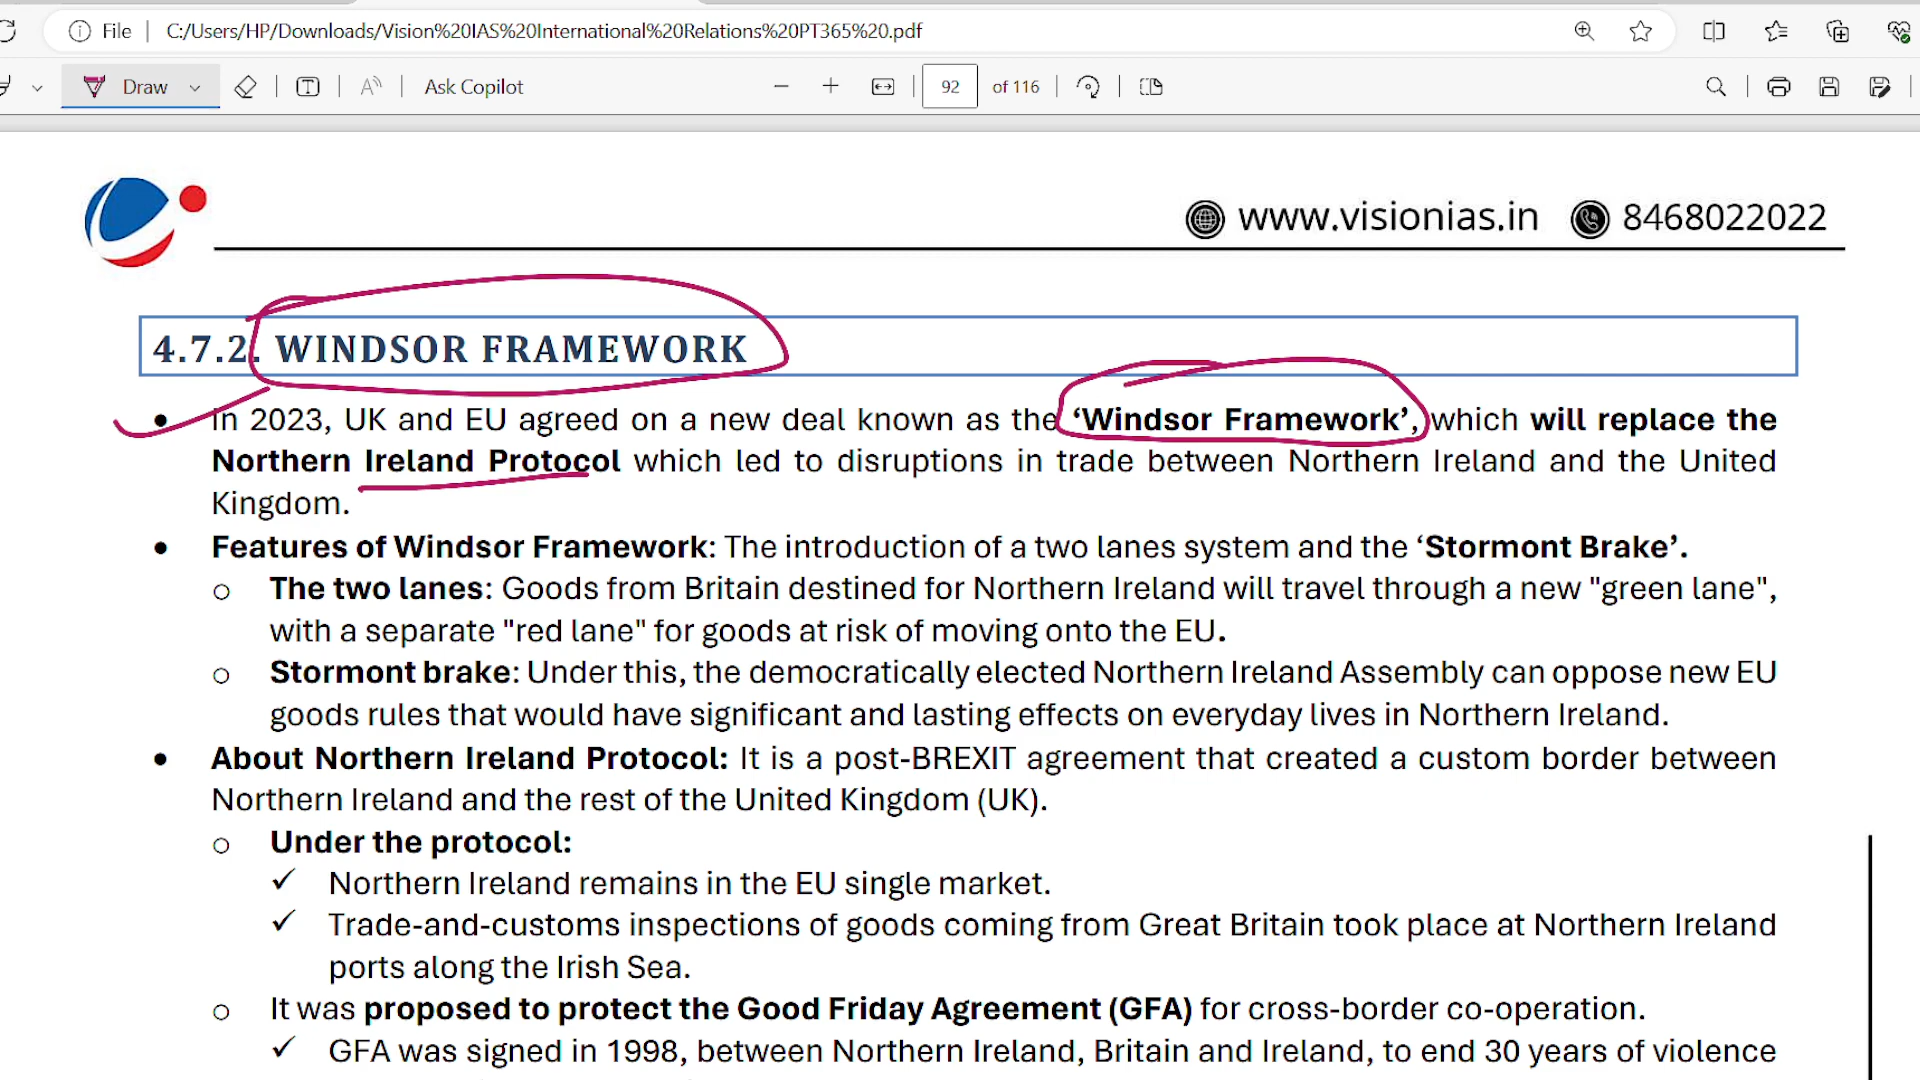 File C:/Users/HP/Downloads/Vision%20IAS%20International%20Relations%20PT365%20.pdf
Draw Ask Copilot 92 of 116
www.visionias.in 8468022022
4.7.2. WINDSOR FRAMEWORK
• In 2023, UK and EU agreed on a new deal known as the ‘Windsor Framework’, which will replace the
Northern Ireland Protocol which led to disruptions in trade between Northern Ireland and the United
Kingdom.
• Features of Windsor Framework: The introduction of a two lanes system and the ‘Stormont Brake’.
o The two lanes: Goods from Britain destined for Northern Ireland will travel through a new "green lane",
with a separate "red lane" for goods at risk of moving onto the EU.
o Stormont brake: Under this, the democratically elected Northern Ireland Assembly can oppose new EU
goods rules that would have significant and lasting effects on everyday lives in Northern Ireland.
• About Northern Ireland Protocol: It is a post-BREXIT agreement that created a custom border between
Northern Ireland and the rest of the United Kingdom (UK).
o Under the protocol:
✓ Northern Ireland remains in the EU single market.
✓ Trade-and-customs inspections of goods coming from Great Britain took place at Northern Ireland
ports along the Irish Sea.
o It was proposed to protect the Good Friday Agreement (GFA) for cross-border co-operation.
✓ GFA was signed in 1998, between Northern Ireland, Britain and Ireland, to end 30 years of violence